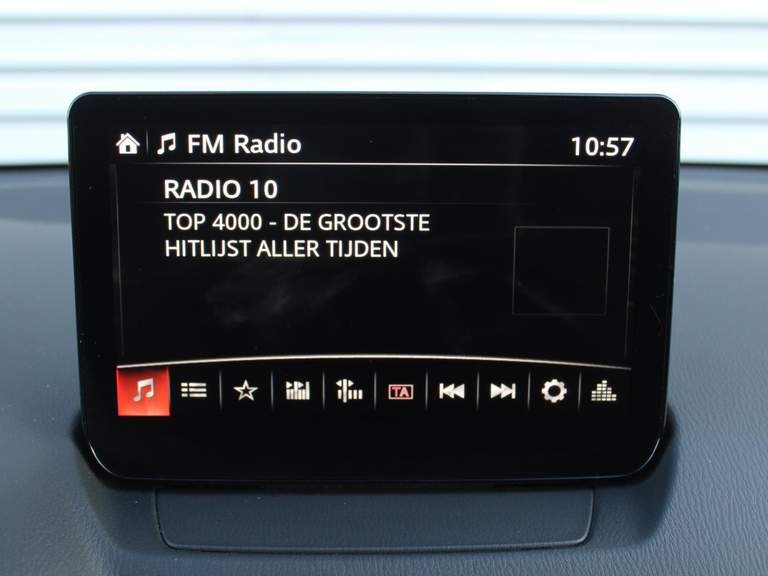 FM Radio
10:57
RADIO 10
TOP 4000 - DE GROOTSTE
HITLIJST ALLER TIJDEN
TA